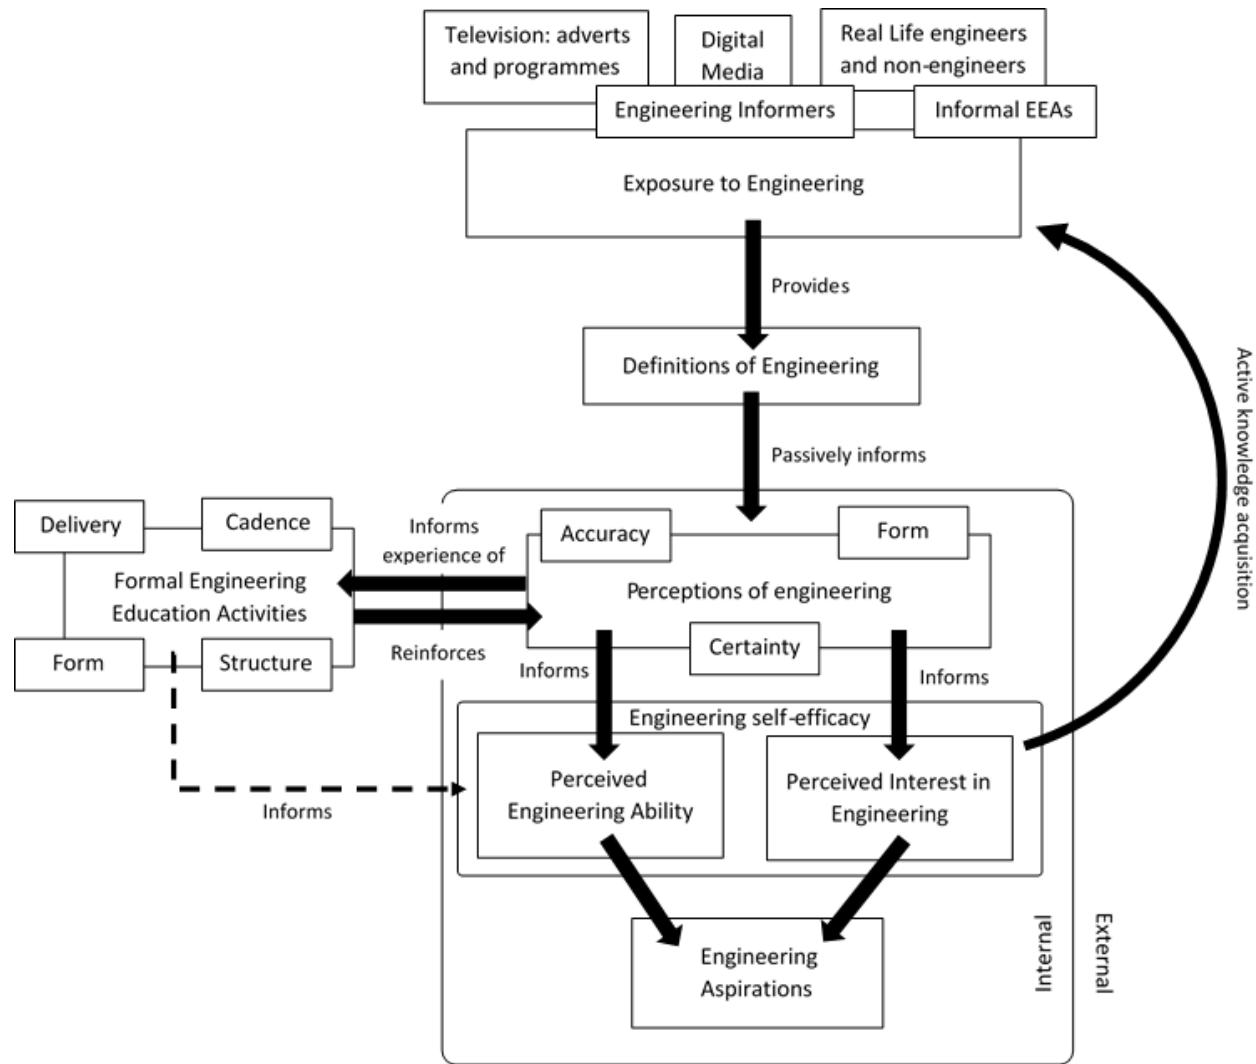 Television: adverts
and programmes
Digital
Media
Real Life engineers
and non-engineers
Engineering Informers
Informal EEAs
Exposure to Engineering
Provides
Definitions of Engineering
Passively informs
Active knowledge acquisition
Delivery
Cadence
Formal Engineering
Education Activities
Form
Structure
Informs
experience of
Reinforces
Accuracy
Form
Perceptions of engineering
Certainty
Informs
Informs
Engineering self-efficacy
Perceived
Engineering Ability
Perceived Interest in
Engineering
Informs
Engineering
Aspirations
Internal
External